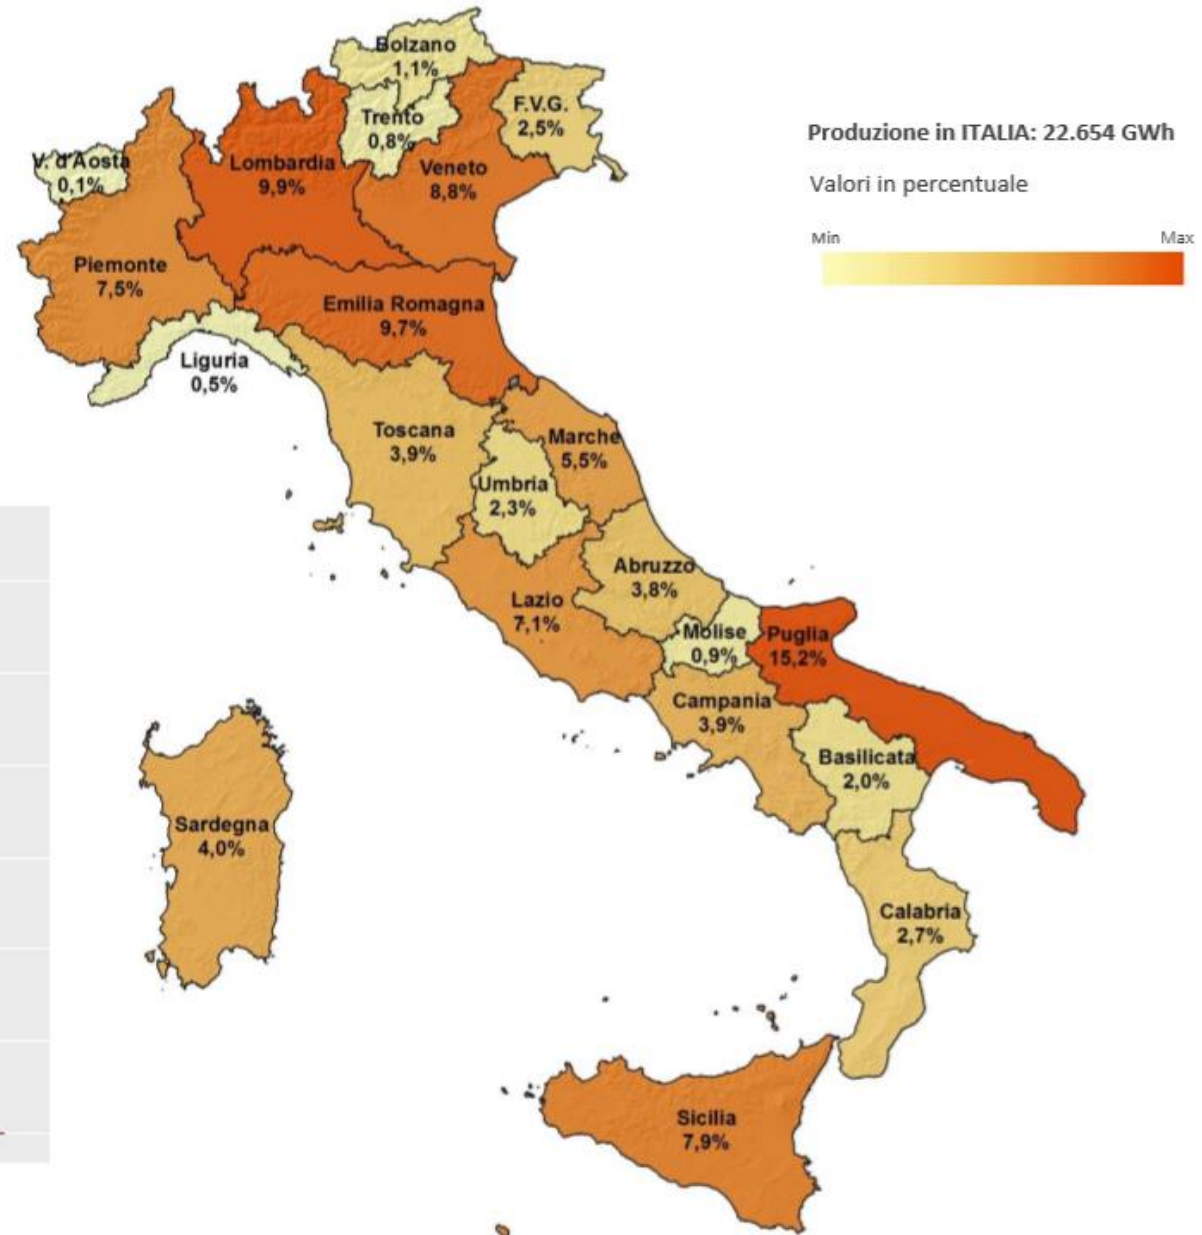 Bolzano
1,1%
Trento
0,8%
F.V.G.
2,5%
Produzione in ITALIA: 22.654 GWh
Valori in percentuale
Min
Max
V. d'Aosta
0,1%
Lombardia
9,9%
Veneto
8,8%
Piemonte
7,5%
Emilia Romagna
9,7%
Liguria
0,5%
Toscana
3,9%
Marche
5,5%
Umbria
2,3%
Abruzzo
3,8%
Lazio
7,1%
Molise
0,9%
Puglia
15,2%
Campania
3,9%
Basilicata
2,0%
Sardegna
4,0%
Calabria
2,7%
Sicilia
7,9%